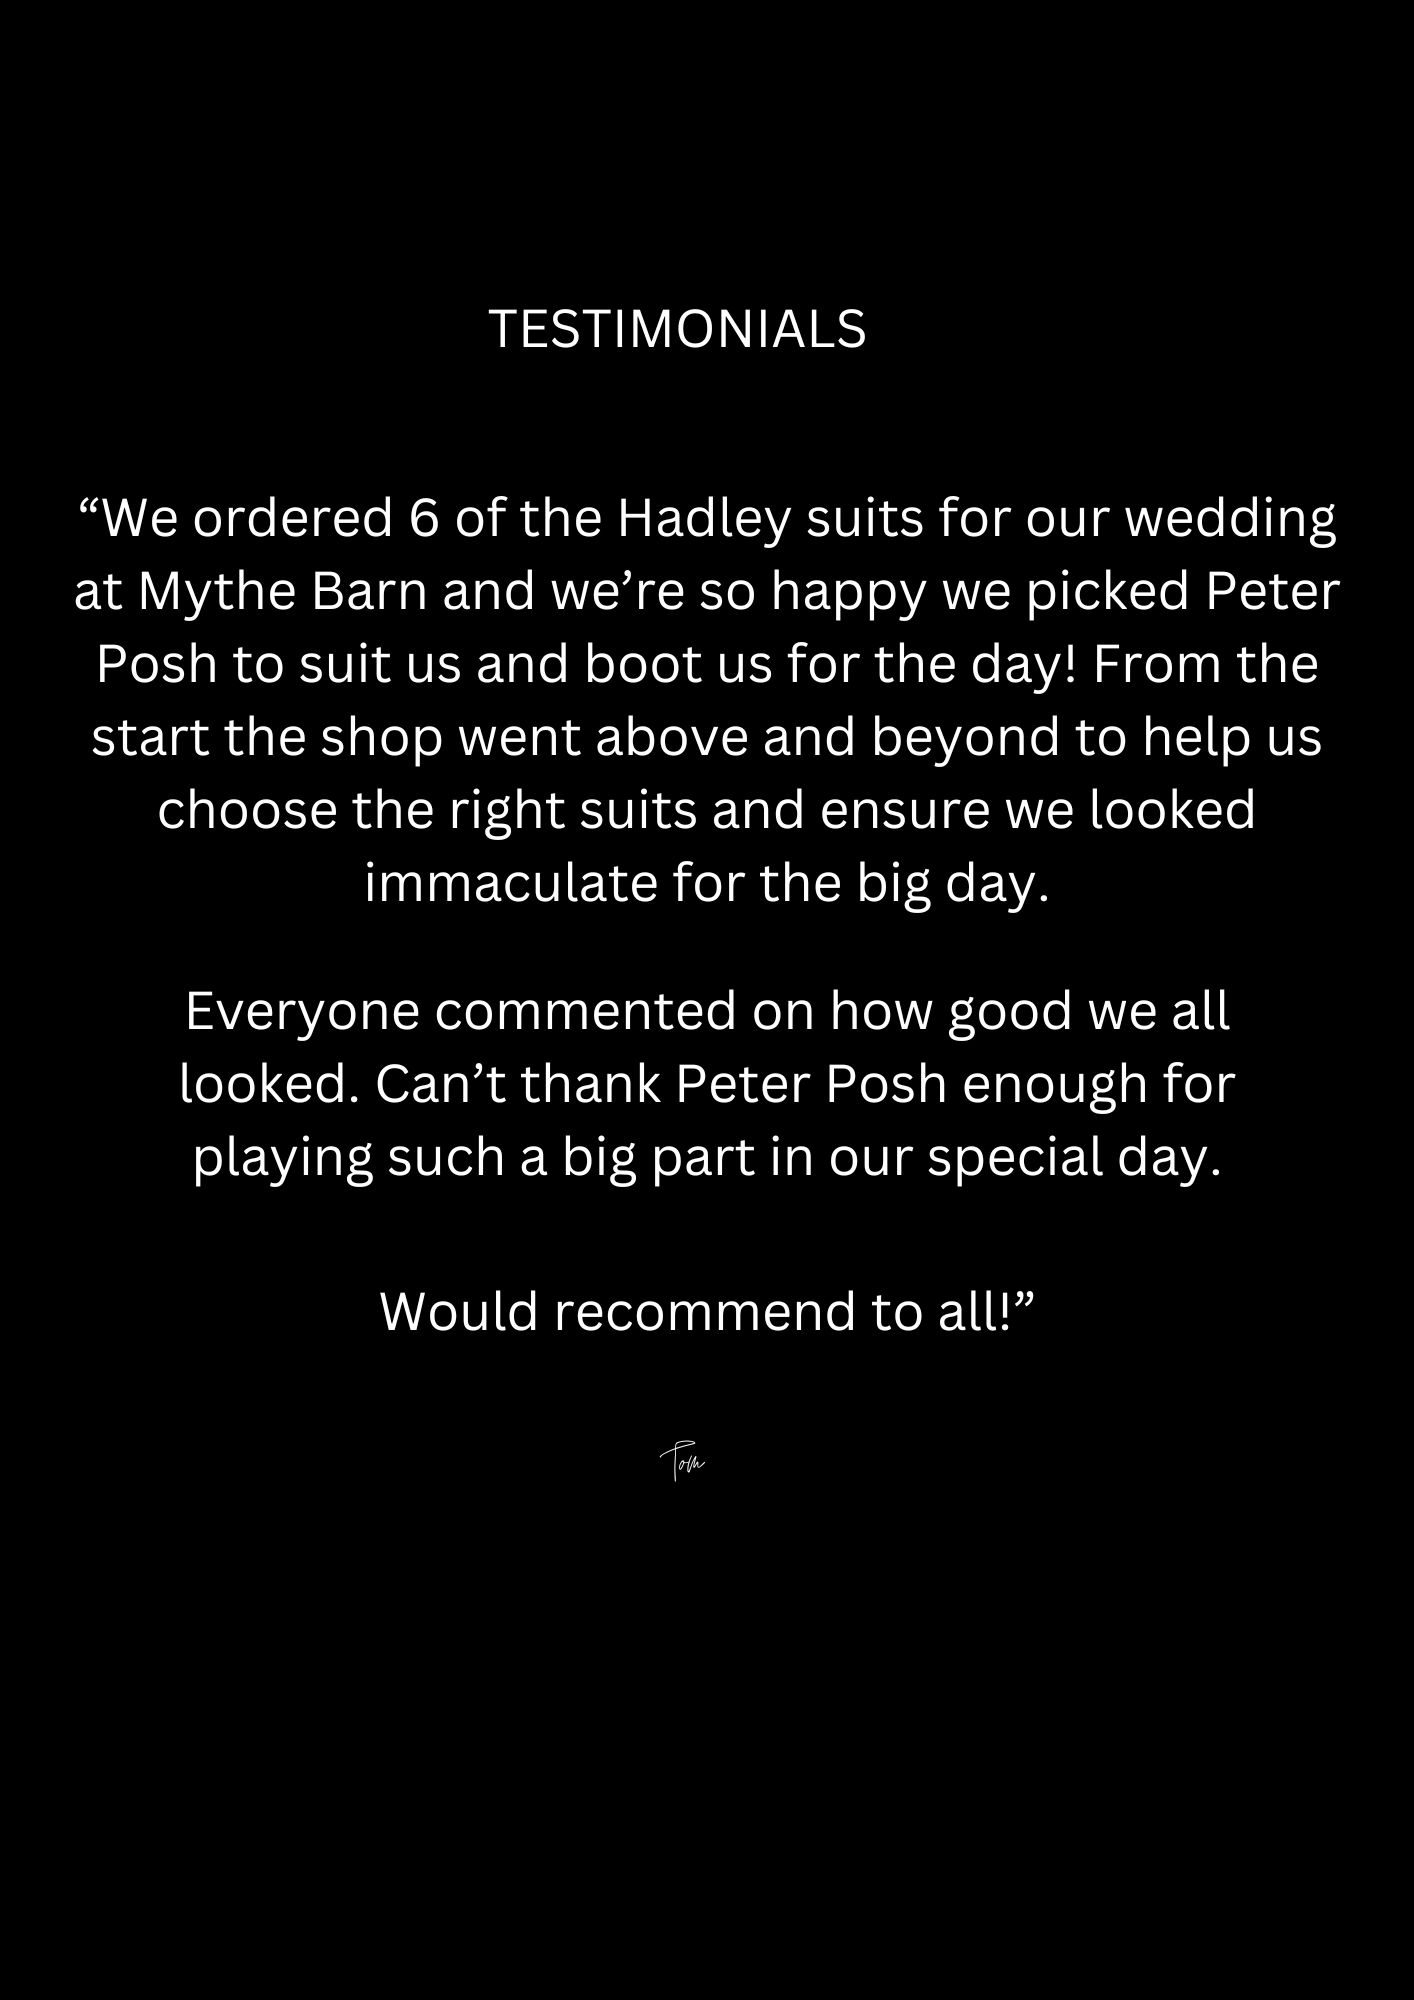 TESTIMONIALS
“We ordered 6 of the Hadley suits for our wedding
at Mythe Barn and we’re so happy we picked Peter
Posh to suit us and boot us for the day! From the
start the shop went above and beyond to help us
choose the right suits and ensure we looked
immaculate for the big day.
Everyone commented on how good we all
looked. Can’t thank Peter Posh enough for
playing such a big part in our special day.
Would recommend to all!”
Tom